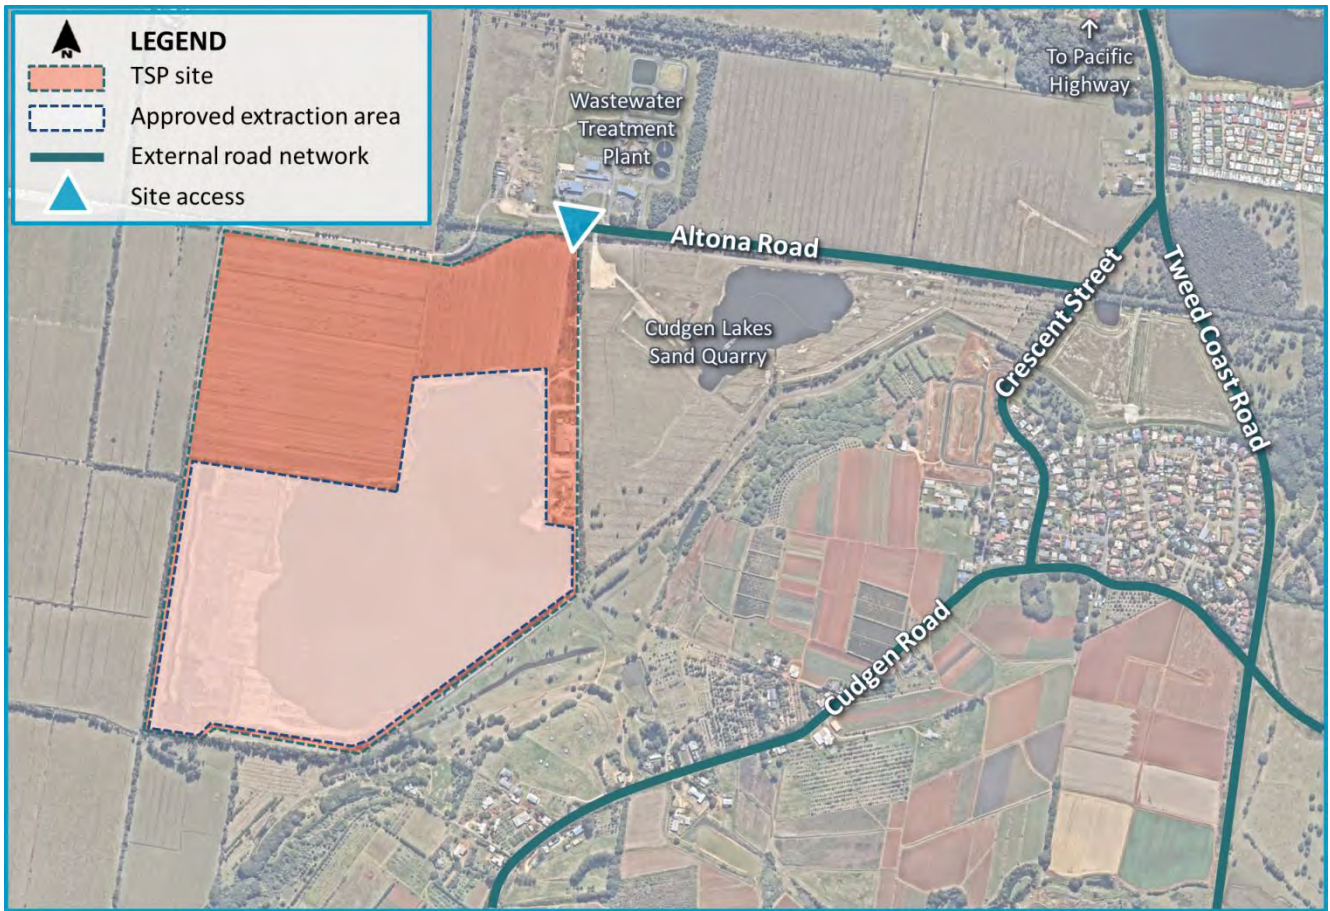 N
LEGEND
TSP site
Approved extraction area
External road network
Site access
To Pacific
Highway
Wastewater
Treatment
Plant
Altona Road
Crescent Street
Tweed Coast Road
Cudgen Lakes
Sand Quarry
Cudgen Road